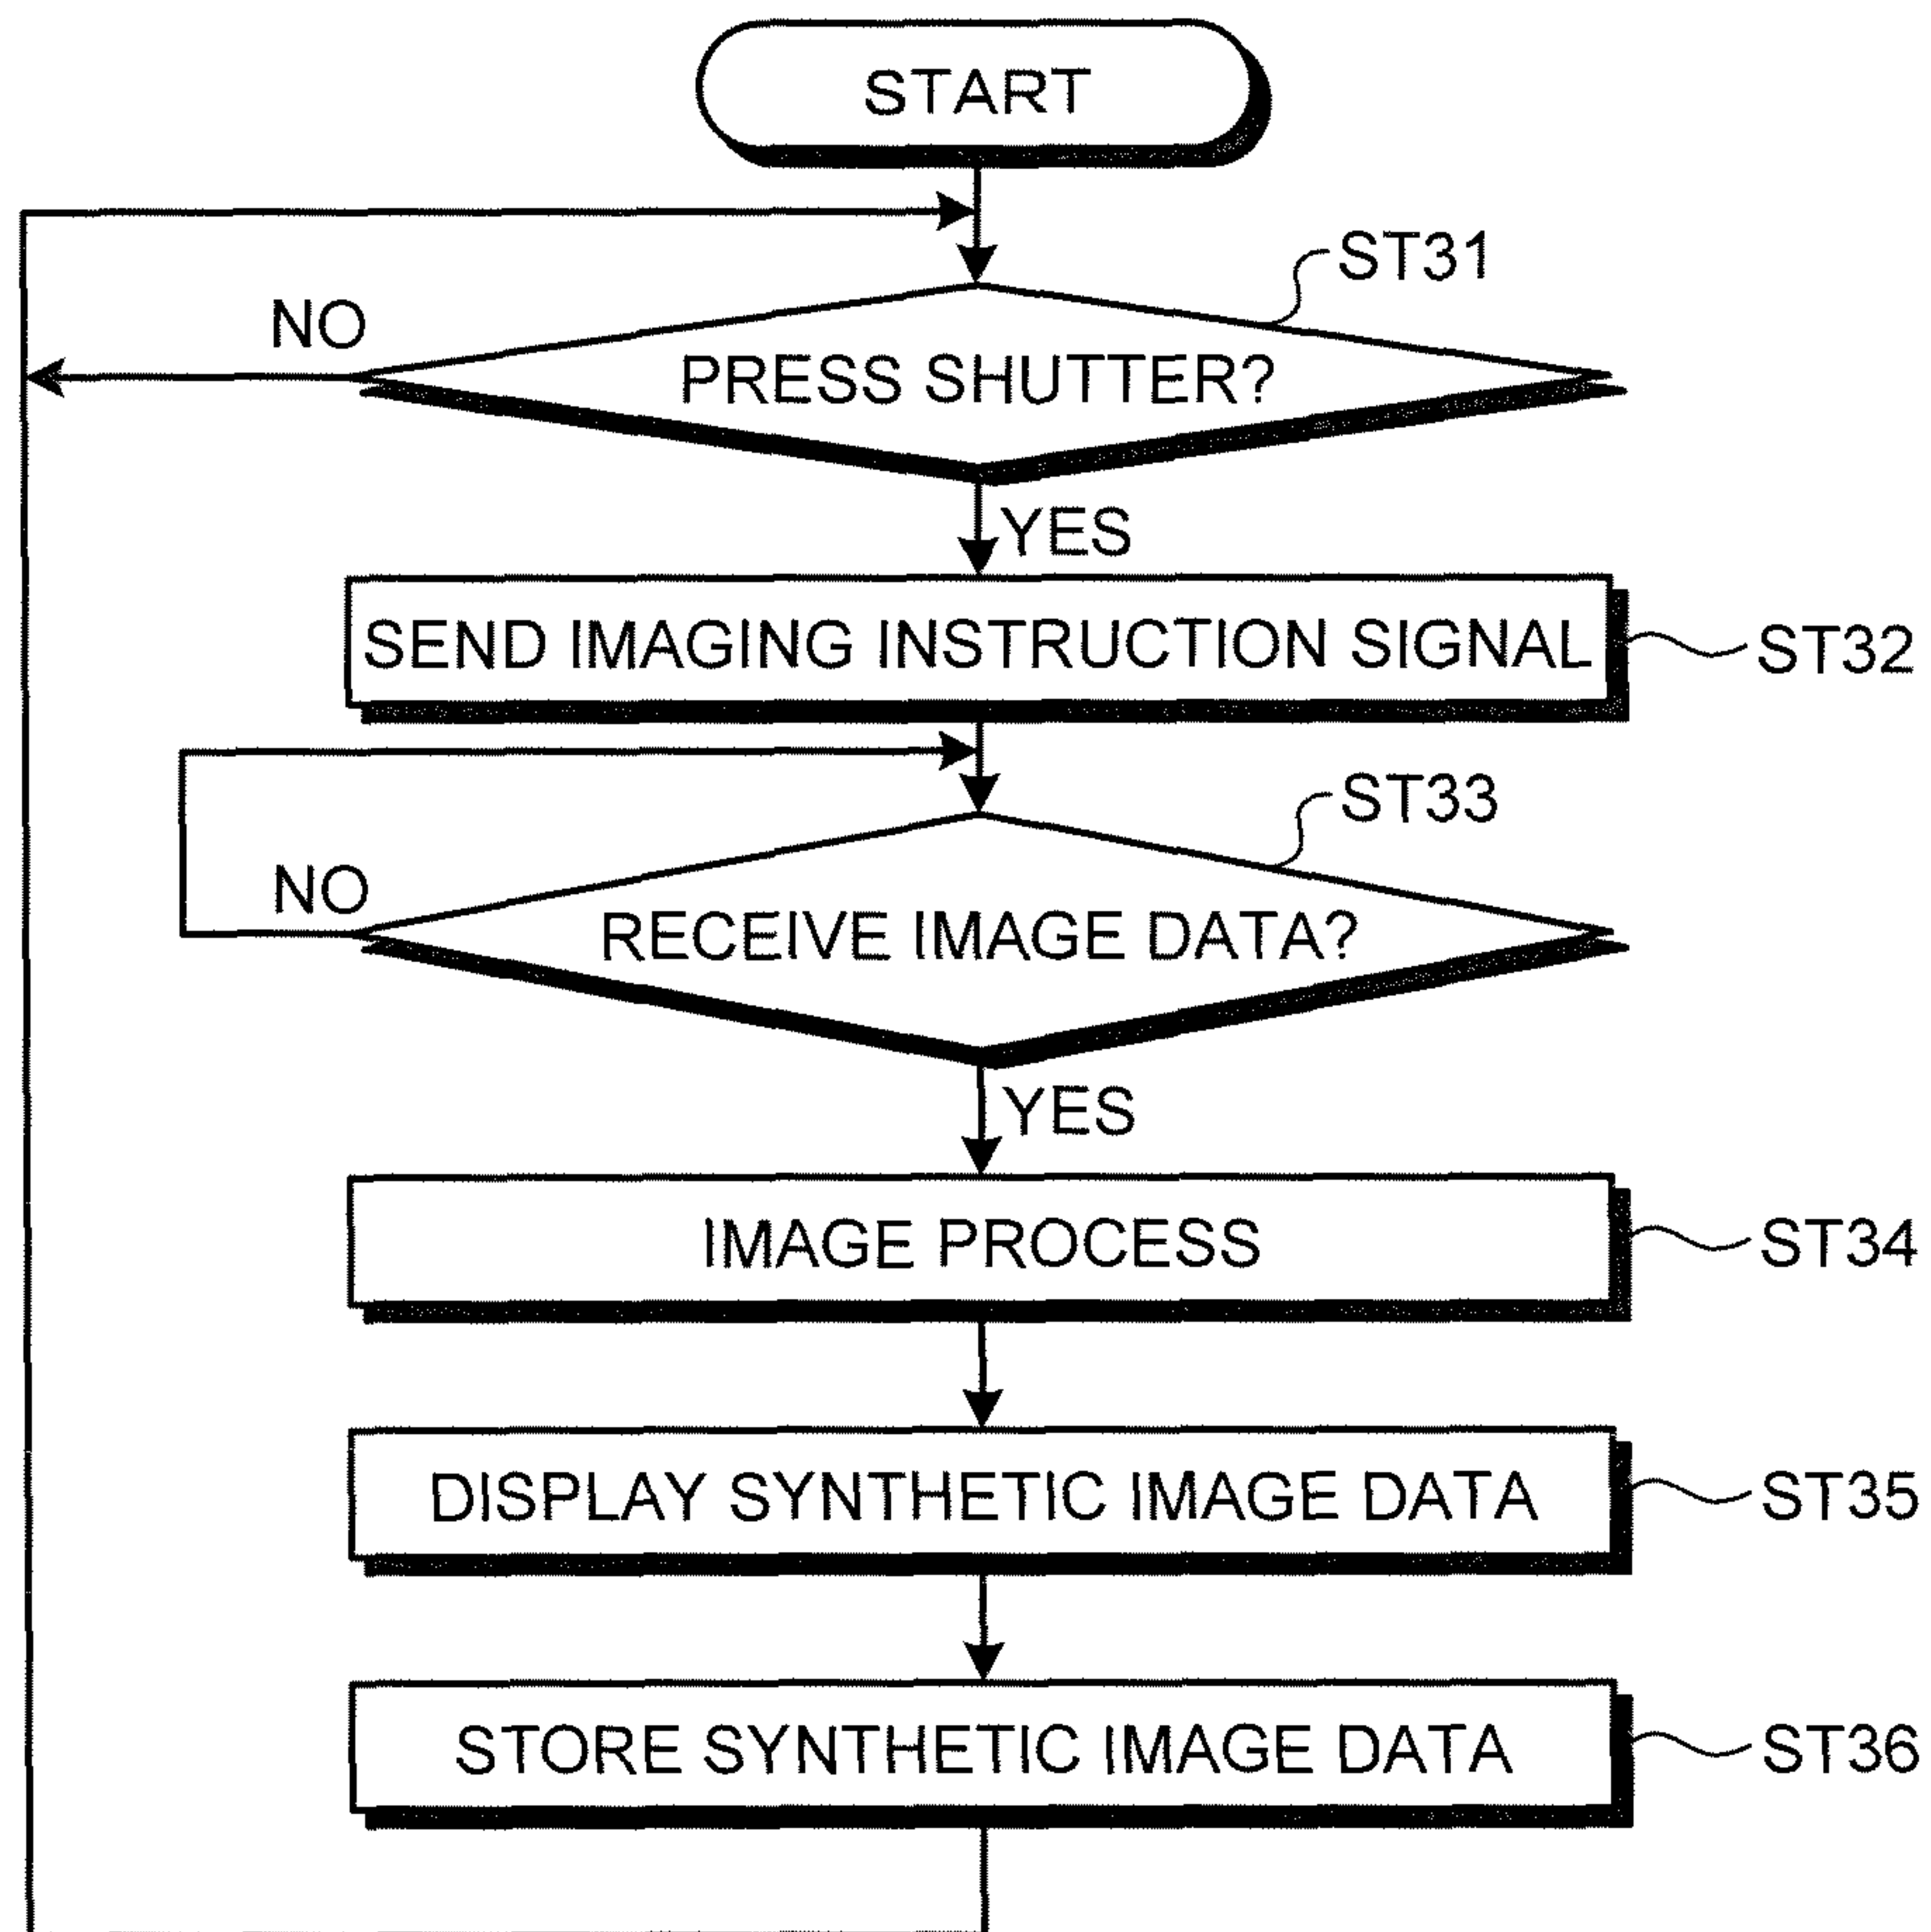 START
ST31
NO
PRESS SHUTTER?
YES
SEND IMAGING INSTRUCTION SIGNAL
ST32
ST33
NO
RECEIVE IMAGE DATA?
YES
IMAGE PROCESS
ST34
DISPLAY SYNTHETIC IMAGE DATA
ST35
STORE SYNTHETIC IMAGE DATA
ST36